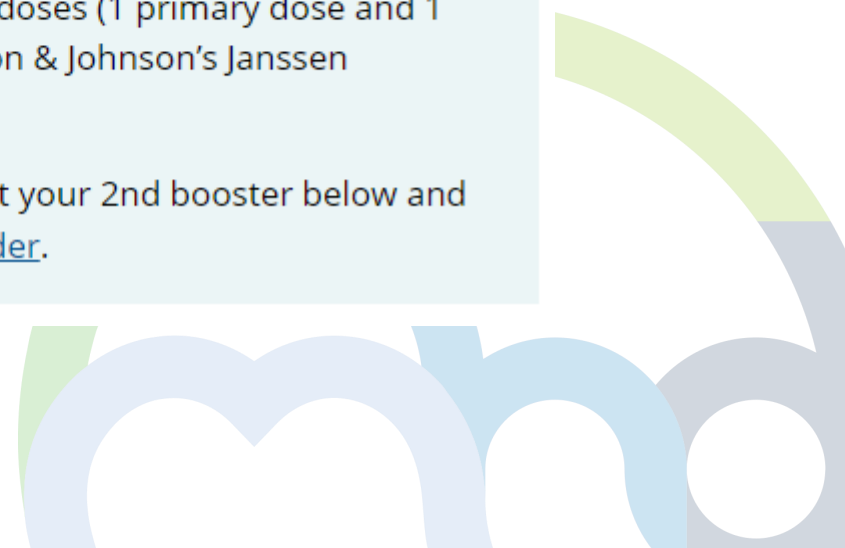 doses (1 primary dose and 1
on & Johnson’s Janssen
t your 2nd booster below and
der.